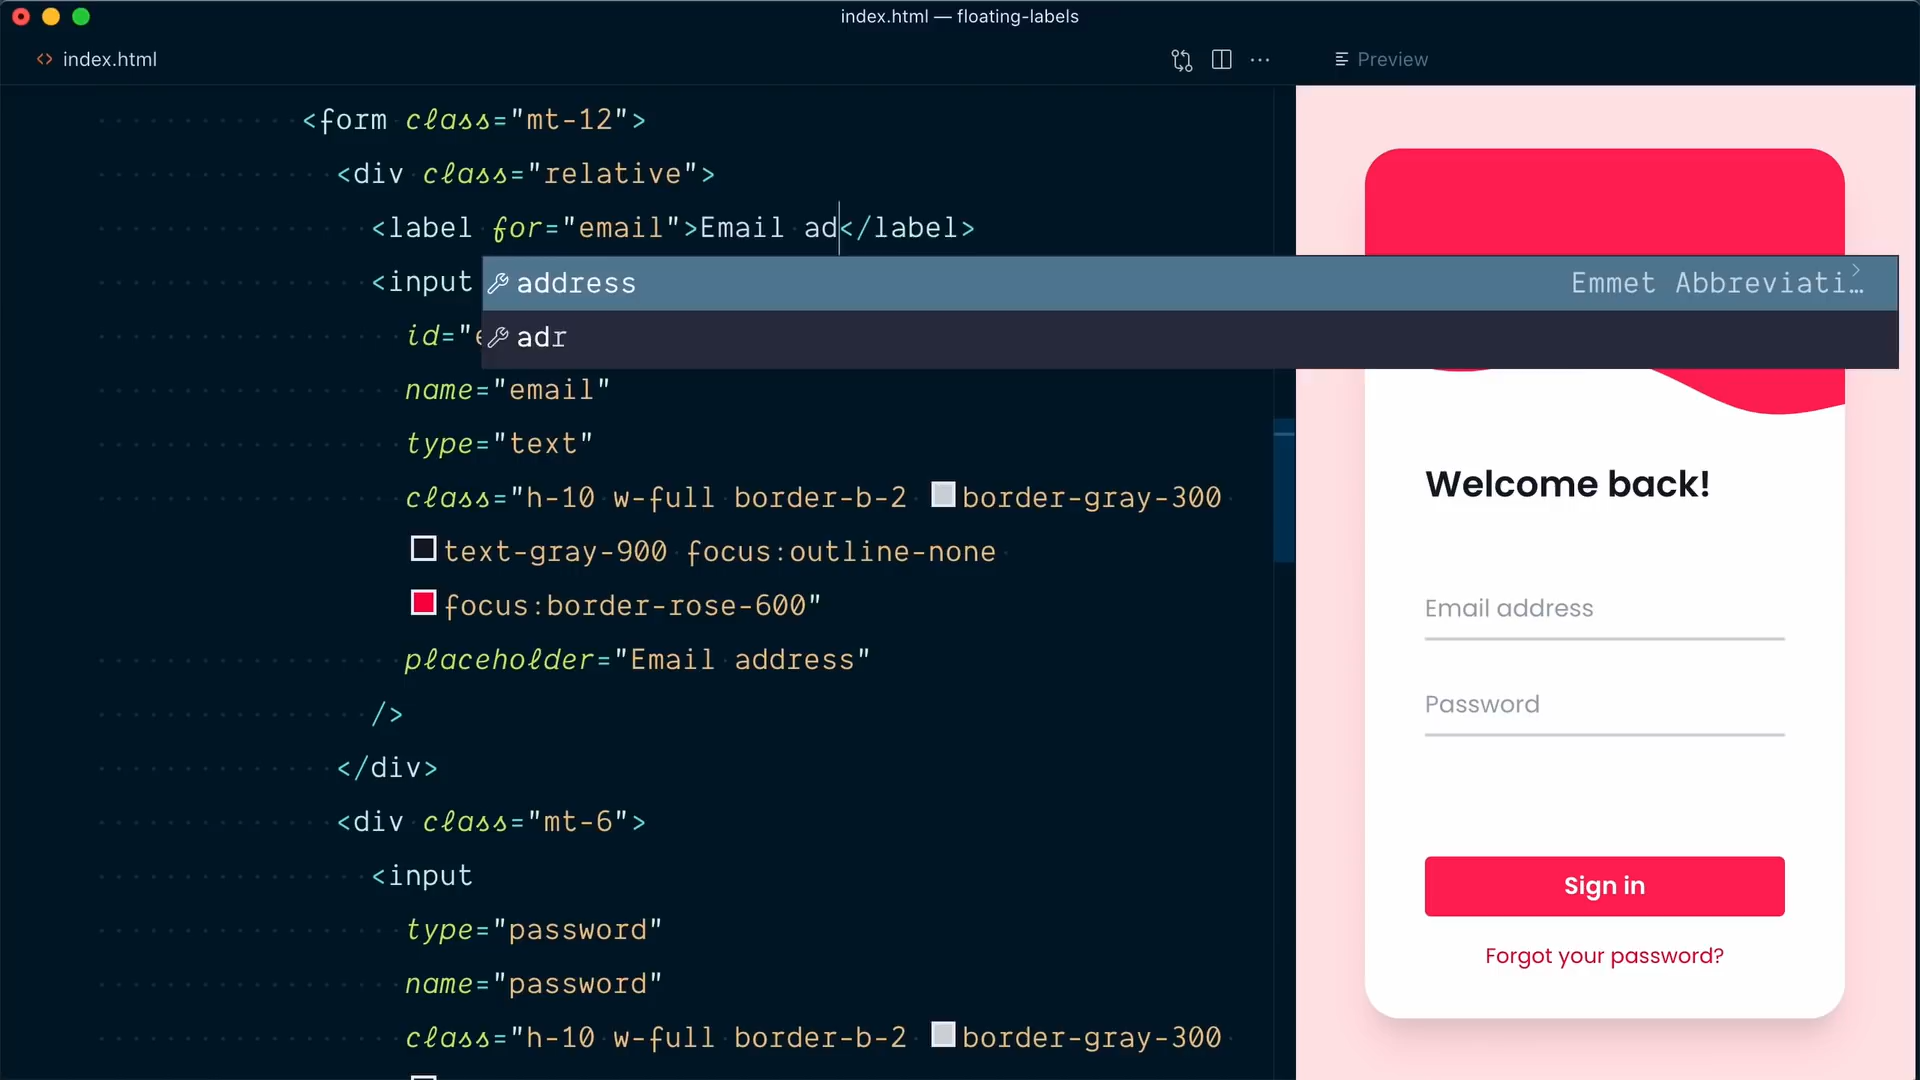 index.html — floating-labels
<> index.html
Preview
<form class="mt-12">
<div class="relative">
<label for="email">Email ad</label>
<input
address Emmet Abbreviati…
id="e
adr
name="email"
type="text"
class="h-10 w-full border-b-2 border-gray-300
text-gray-900 focus:outline-none
focus:border-rose-600"
placeholder="Email address"
/>
</div>
<div class="mt-6">
<input
type="password"
name="password"
class="h-10 w-full border-b-2 border-gray-300
Welcome back!
Email address
Password
Sign in
Forgot your password?